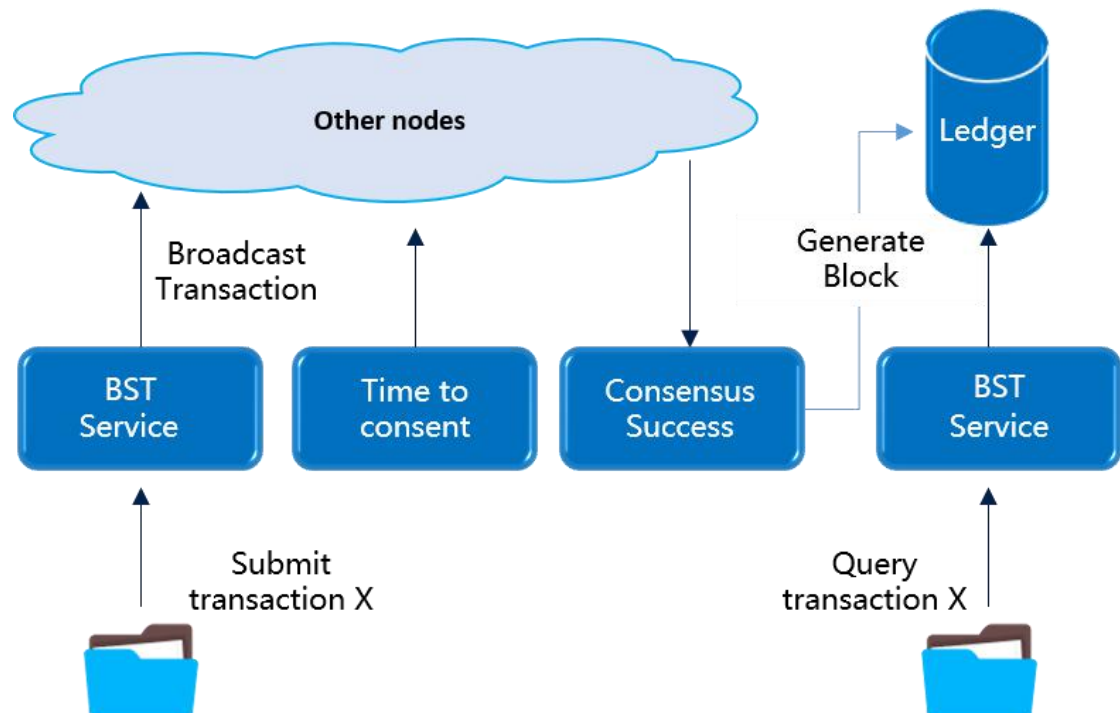 Other nodes
Ledger
Broadcast
Transaction
Generate
Block
BST
Service
Time to
consent
Consensus
Success
BST
Service
Submit
transaction X
Query
transaction X